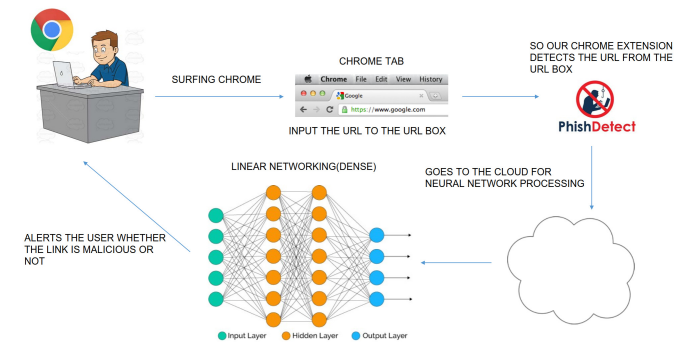 SURFING CHROME
CHROME TAB
Chrome File Edit View History
Google
https://www.google.com
INPUT THE URL TO THE URL BOX
SO OUR CHROME EXTENSION
DETECTS THE URL FROM THE
URL BOX
PhishDetect
GOES TO THE CLOUD FOR
NEURAL NETWORK PROCESSING
LINEAR NETWORKING(DENSE)
Input Layer
Hidden Layer
Output Layer
ALERTS THE USER WHETHER
THE LINK IS MALICIOUS OR
NOT